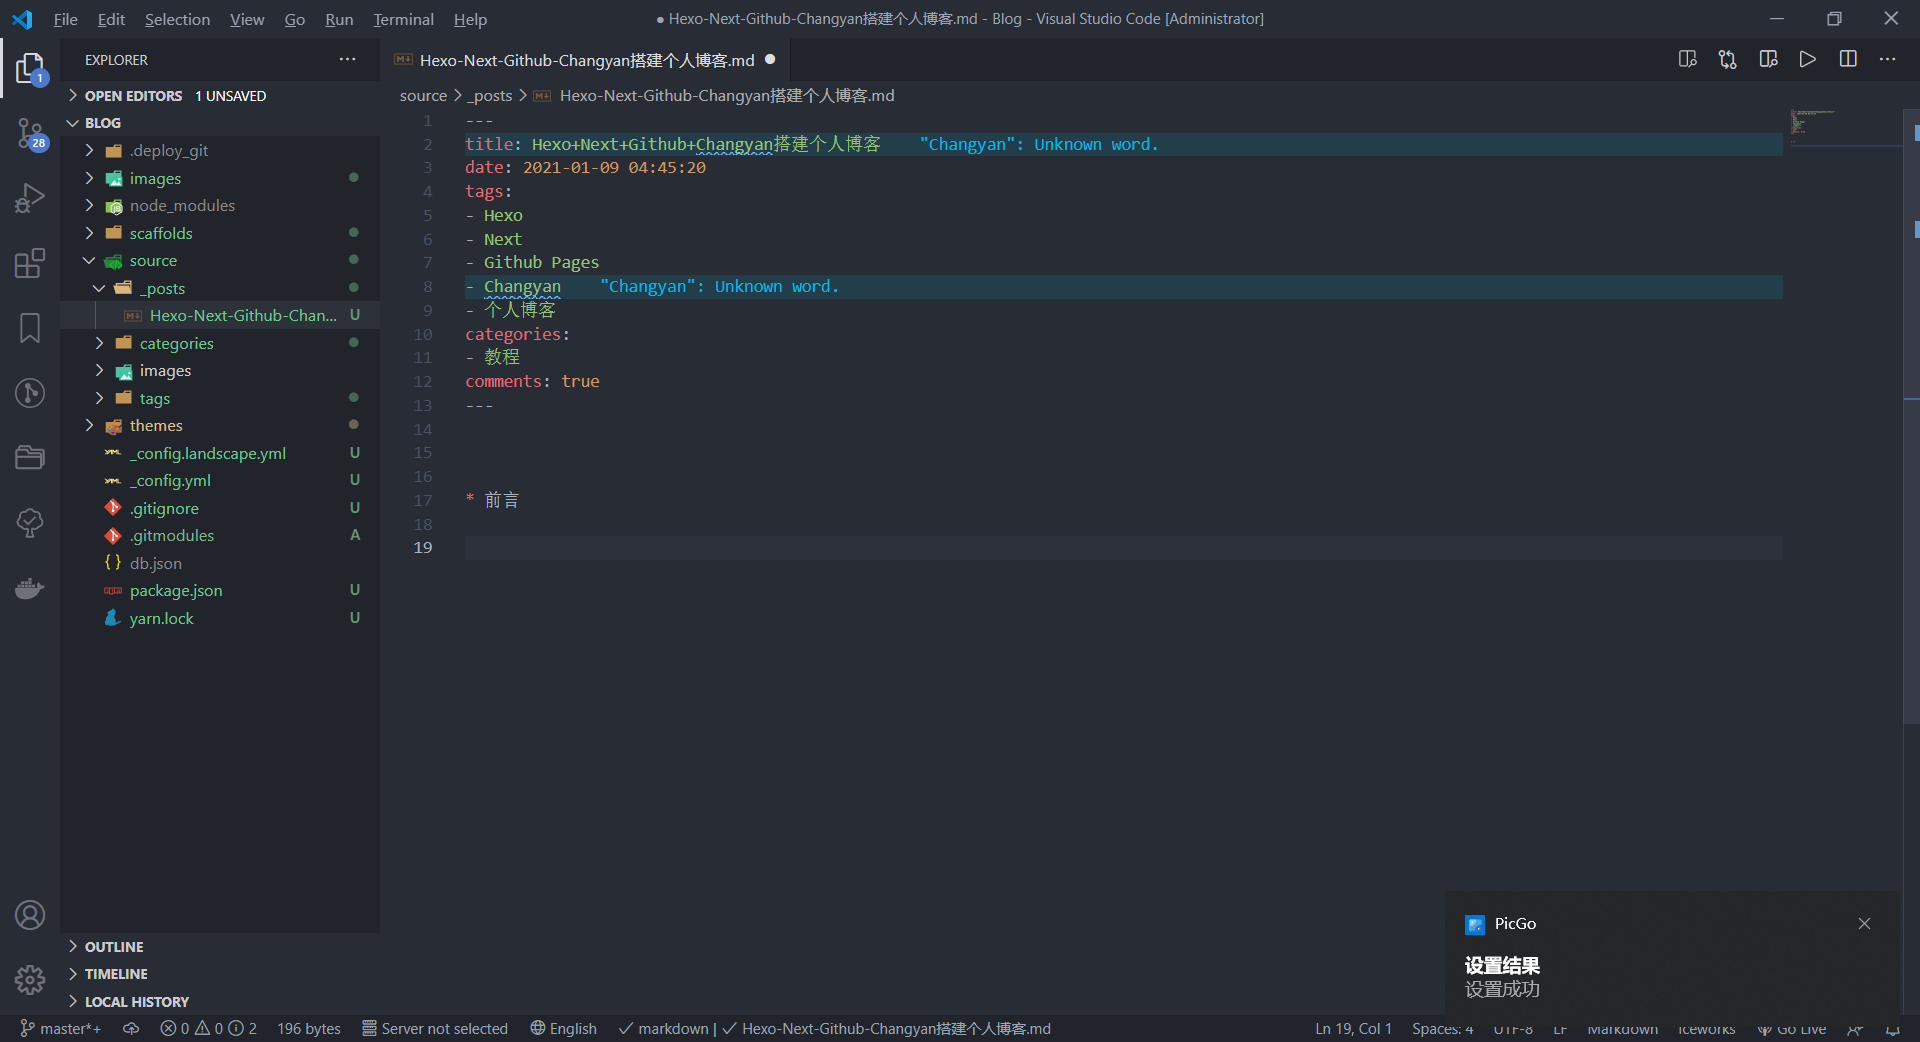 File Edit Selection View Go Run Terminal Help
● Hexo-Next-Github-Changyan搭建个人博客.md - Blog - Visual Studio Code [Administrator]
EXPLORER
Hexo-Next-Github-Changyan搭建个人博客.md
1
28
OPEN EDITORS 1 UNSAVED
BLOG
.deploy_git
images
node_modules
scaffolds
source
_posts
Hexo-Next-Github-Chan... U
categories
images
tags
themes
_config.landscape.yml U
_config.yml U
.gitignore U
.gitmodules A
db.json
package.json U
yarn.lock U
OUTLINE
TIMELINE
LOCAL HISTORY
source > _posts > Hexo-Next-Github-Changyan搭建个人博客.md
1 ---
2 title: Hexo+Next+Github+Changyan搭建个人博客 "Changyan": Unknown word.
3 date: 2021-01-09 04:45:20
4 tags:
5 - Hexo
6 - Next
7 - Github Pages
8 - Changyan "Changyan": Unknown word.
9 - 个人博客
10 categories:
11 - 教程
12 comments: true
13 ---
14
15
16
17 * 前言
18
19
PicGo
设置结果
设置成功
master*+ 0 0 2 196 bytes Server not selected English markdown | Hexo-Next-Github-Changyan搭建个人博客.md Ln 19, Col 1 Spaces: 4 UTF-8 LF Markdown Iceworks Go Live